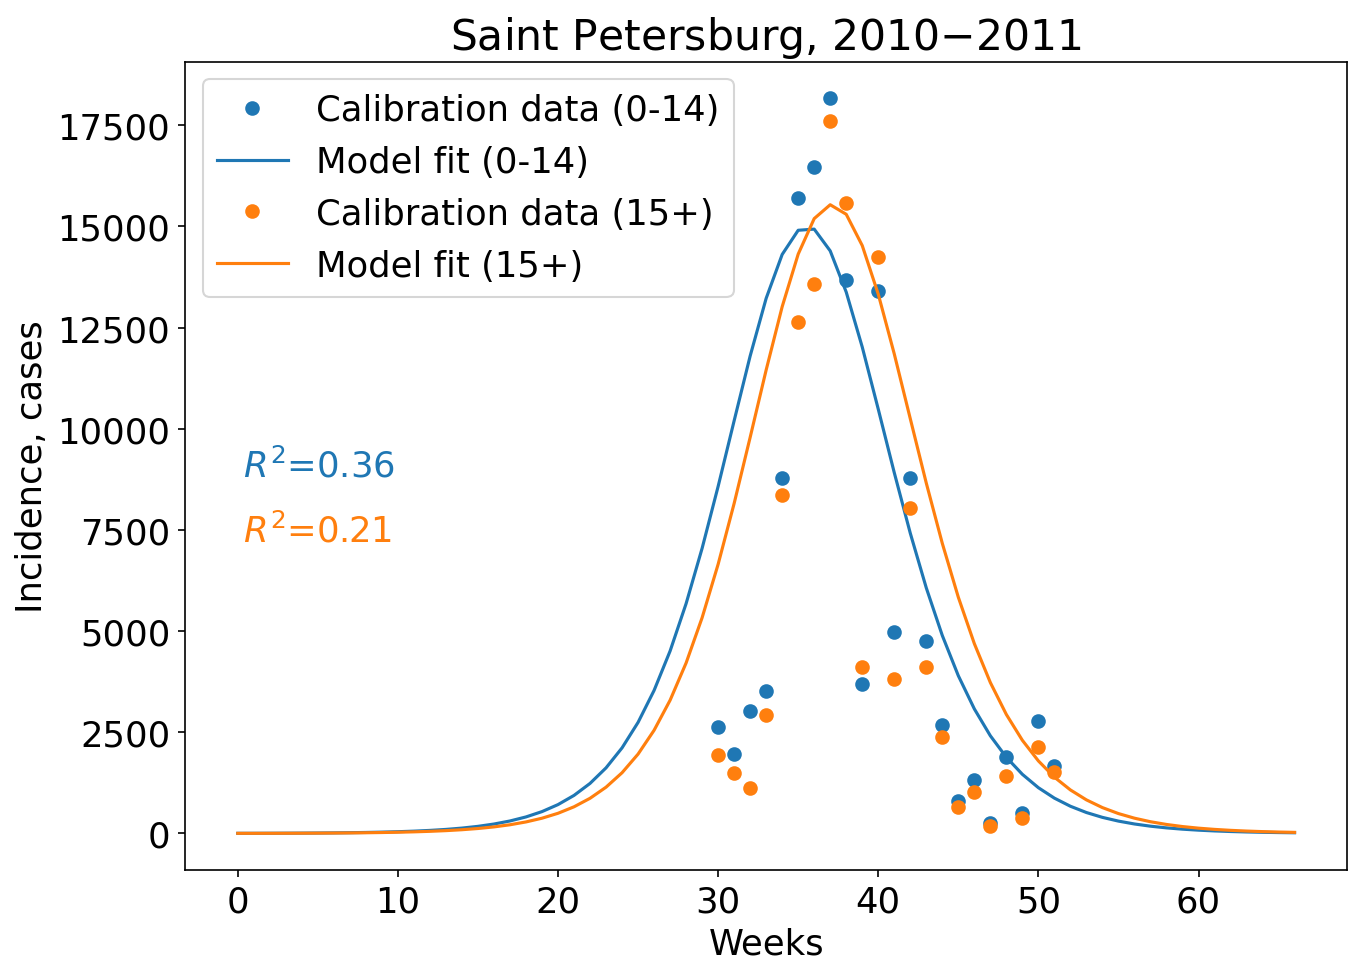 Saint Petersburg, 2010−2011
Calibration data (0-14)
Model fit (0-14)
Calibration data (15+)
Model fit (15+)
17500
15000
12500
10000
7500
5000
2500
0
Incidence, cases
R²=0.36
R²=0.21
0 10 20 30 40 50 60
Weeks